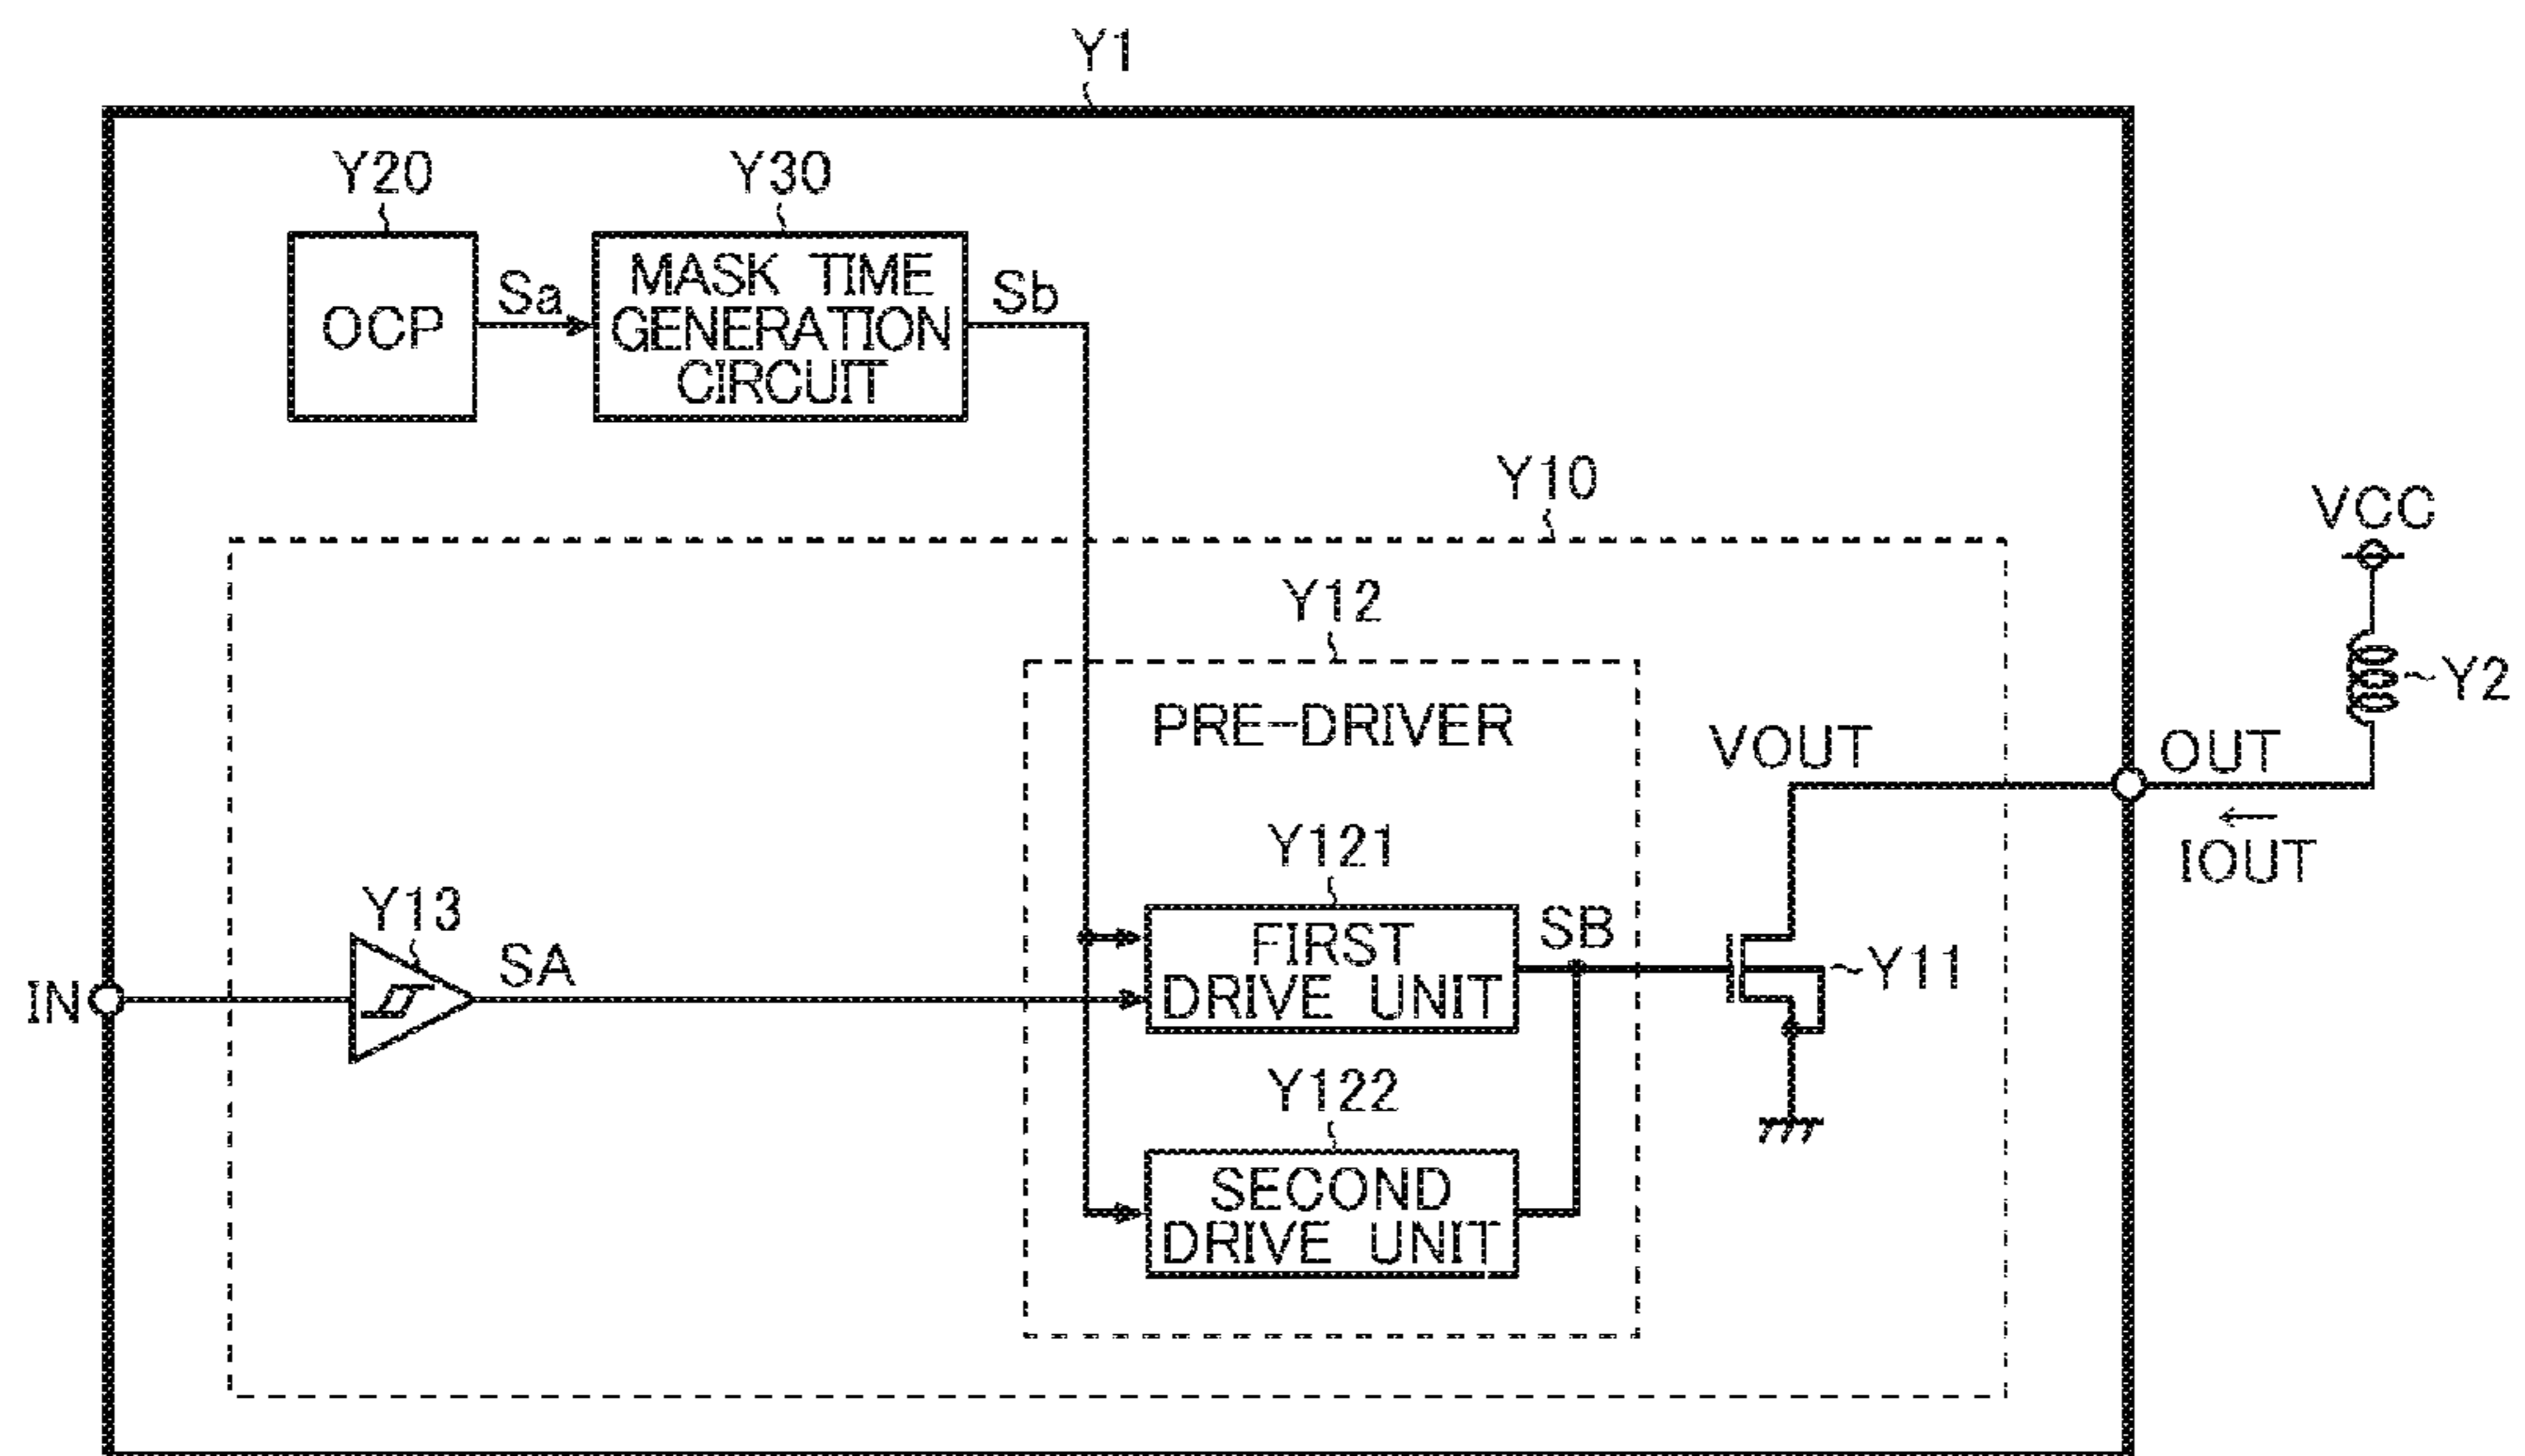 Y1
Y20
Y30
OCP
Sa
MASK TIME
GENERATION
CIRCUIT
Sb
Y10
VCC
Y12
Y2
PRE-DRIVER
VOUT
OUT
IOUT
Y121
Y13
FIRST
DRIVE UNIT
SB
SA
Y11
IN
Y122
SECOND
DRIVE UNIT